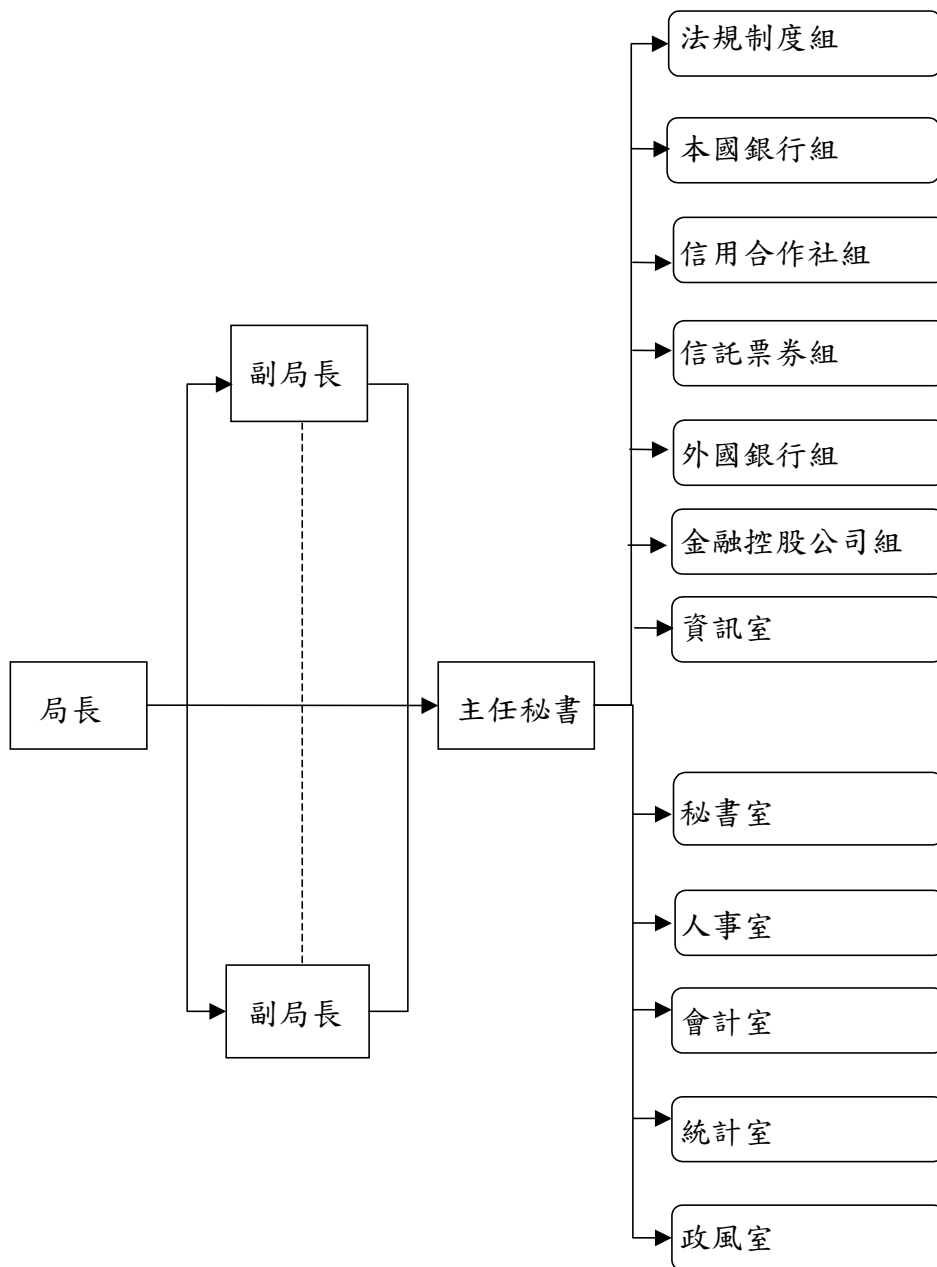 局長
副局長
副局長
主任秘書
法規制度組
本國銀行組
信用合作社組
信託票券組
外國銀行組
金融控股公司組
資訊室
秘書室
人事室
會計室
統計室
政風室